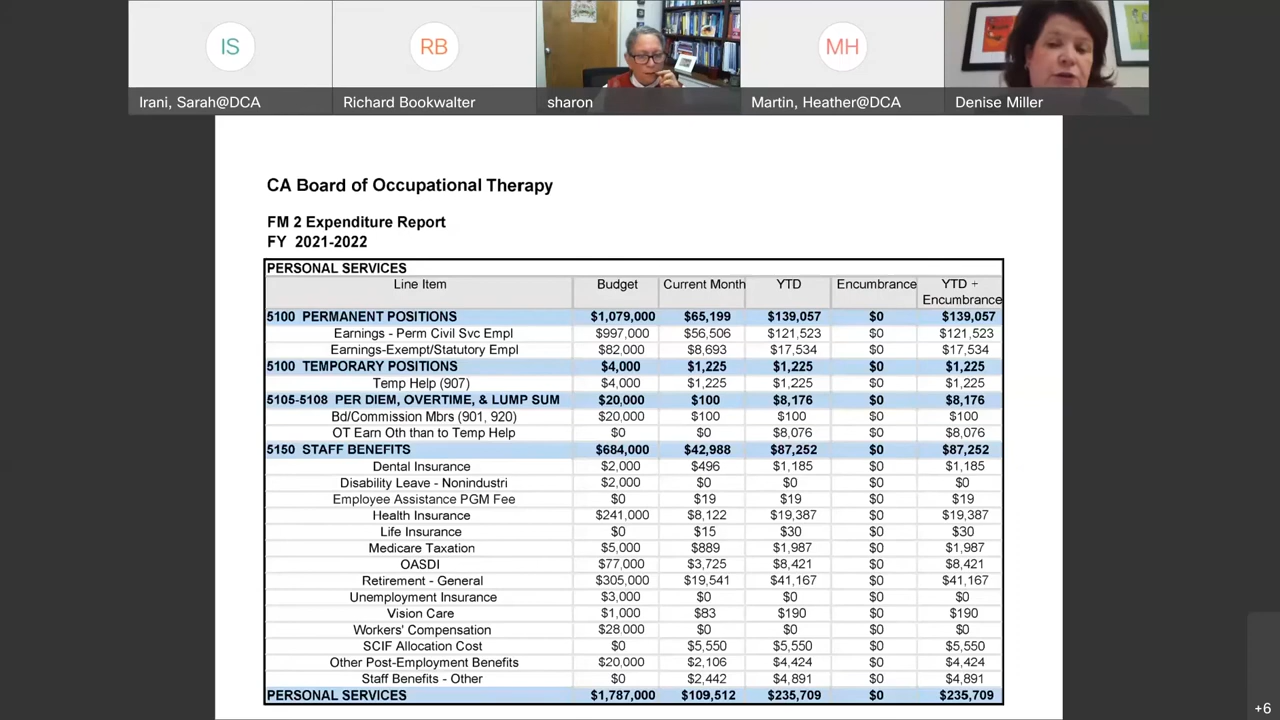 IS
RB
MH
Irani, Sarah@DCA
Richard Bookwalter
sharon
Martin, Heather@DCA
Denise Miller
CA Board of Occupational Therapy
FM 2 Expenditure Report
FY 2021-2022
PERSONAL SERVICES
Line Item Budget Current Month YTD Encumbrance YTD +
Encumbrance
5100 PERMANENT POSITIONS $1,079,000 $65,199 $139,057 $0 $139,057
Earnings - Perm Civil Svc Empl $997,000 $56,506 $121,523 $0 $121,523
Earnings-Exempt/Statutory Empl $82,000 $8,693 $17,534 $0 $17,534
5100 TEMPORARY POSITIONS $4,000 $1,225 $1,225 $0 $1,225
Temp Help (907) $4,000 $1,225 $1,225 $0 $1,225
5105-5108 PER DIEM, OVERTIME, & LUMP SUM $20,000 $100 $8,176 $0 $8,176
Bd/Commission Mbrs (901, 920) $20,000 $100 $100 $0 $100
OT Earn Oth than to Temp Help $0 $0 $8,076 $0 $8,076
5150 STAFF BENEFITS $684,000 $42,988 $87,252 $0 $87,252
Dental Insurance $2,000 $496 $1,185 $0 $1,185
Disability Leave - Nonindustri $2,000 $0 $0 $0 $0
Employee Assistance PGM Fee $0 $19 $19 $0 $19
Health Insurance $241,000 $8,122 $19,387 $0 $19,387
Life Insurance $0 $15 $30 $0 $30
Medicare Taxation $5,000 $889 $1,987 $0 $1,987
OASDI $77,000 $3,725 $8,421 $0 $8,421
Retirement - General $305,000 $19,541 $41,167 $0 $41,167
Unemployment Insurance $3,000 $0 $0 $0 $0
Vision Care $1,000 $83 $190 $0 $190
Workers' Compensation $28,000 $0 $0 $0 $0
SCIF Allocation Cost $0 $5,550 $5,550 $0 $5,550
Other Post-Employment Benefits $20,000 $2,106 $4,424 $0 $4,424
Staff Benefits - Other $0 $2,442 $4,891 $0 $4,891
PERSONAL SERVICES $1,787,000 $109,512 $235,709 $0 $235,709
+6